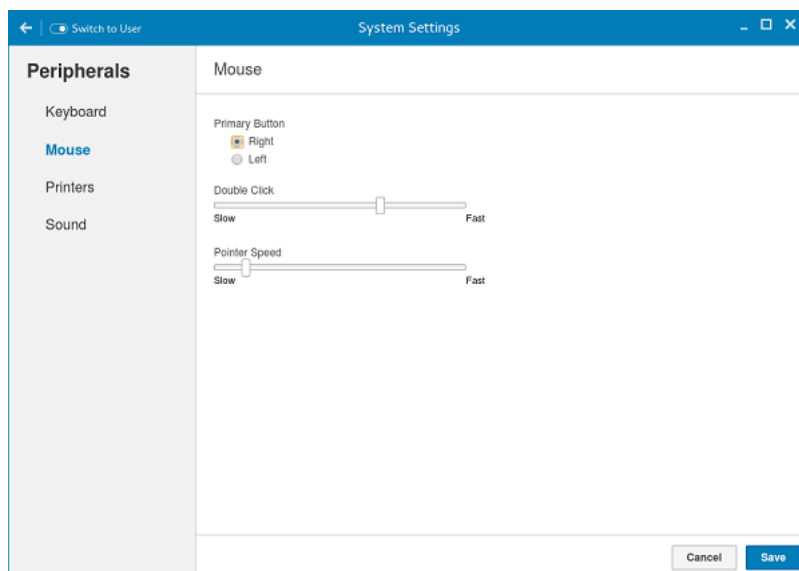 Switch to User
System Settings
Peripherals
Keyboard
Mouse
Printers
Sound
Mouse
Primary Button
Right
Left
Double Click
Slow Fast
Pointer Speed
Slow Fast
Cancel Save